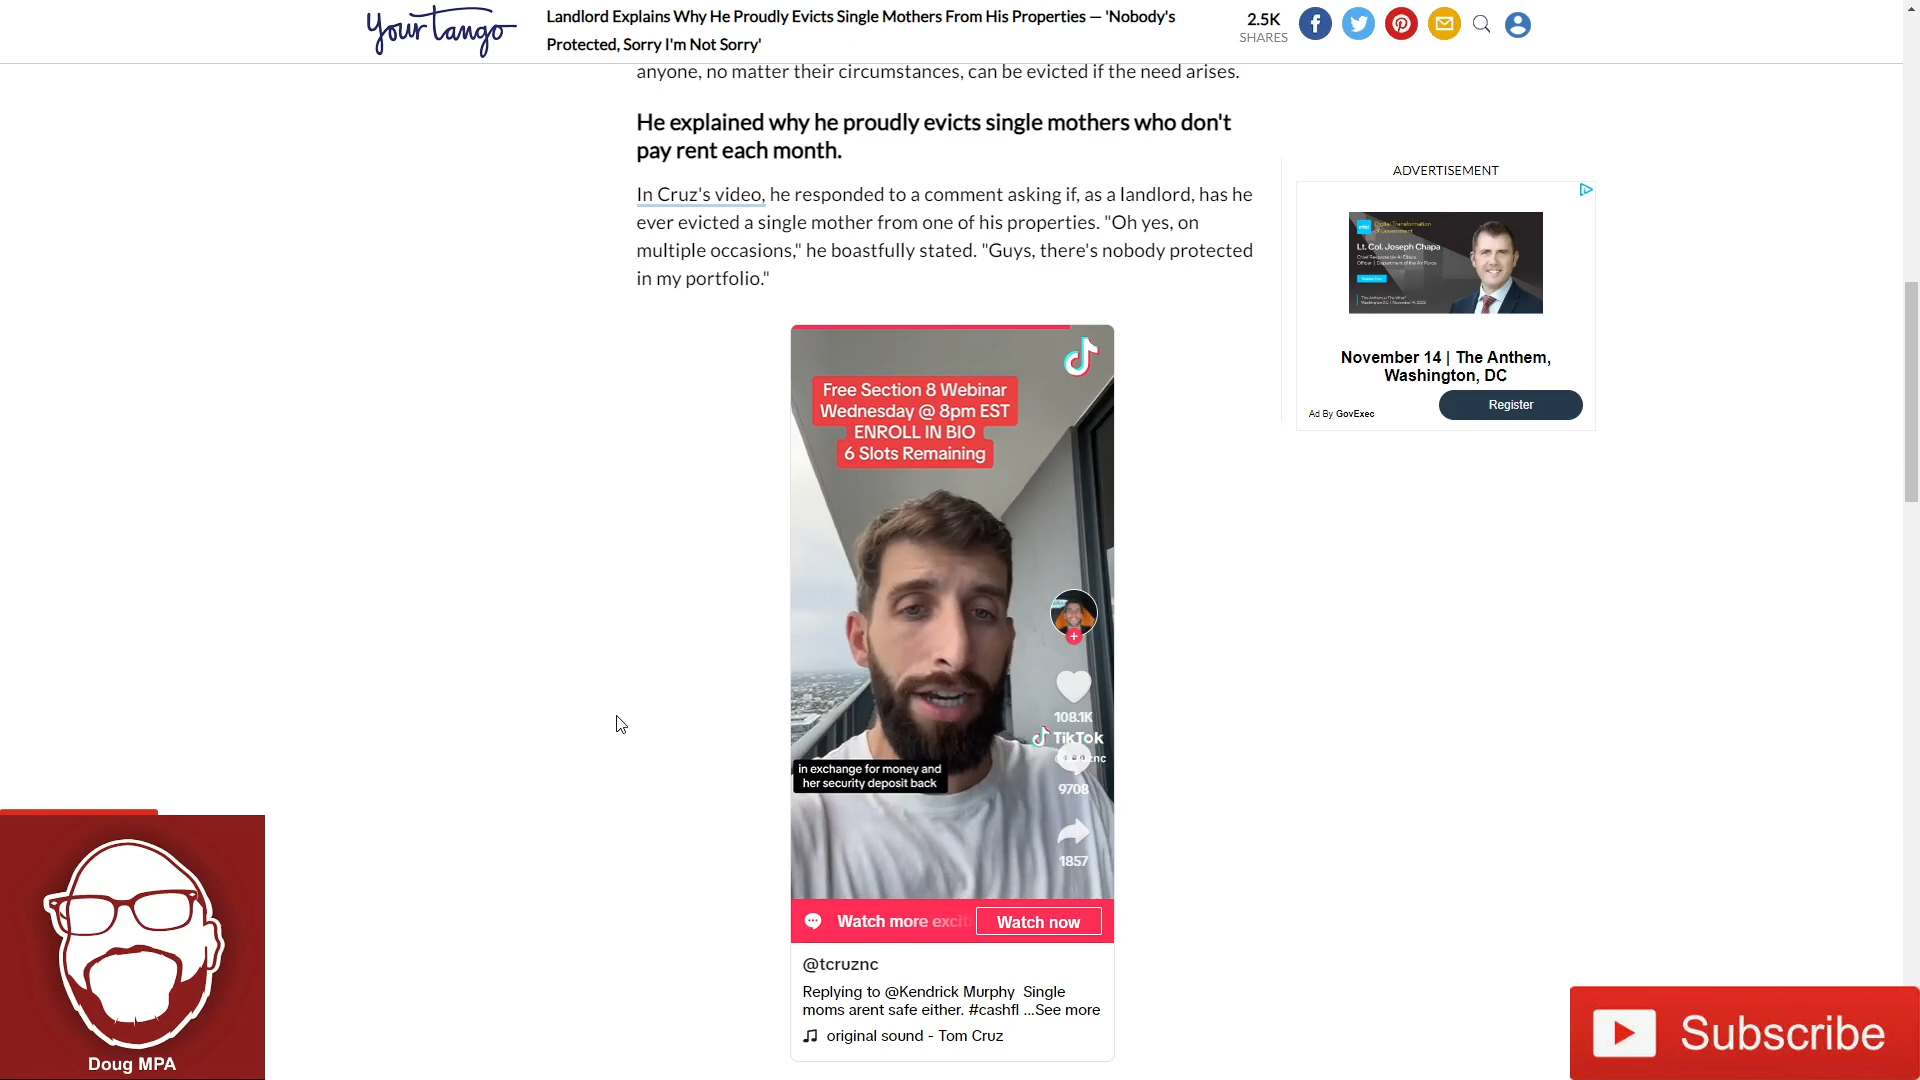 YourTango
Landlord Explains Why He Proudly Evicts Single Mothers From His Properties — 'Nobody's
Protected, Sorry I'm Not Sorry'
2.5K
SHARES
anyone, no matter their circumstances, can be evicted if the need arises.
He explained why he proudly evicts single mothers who don't
pay rent each month.
In Cruz's video, he responded to a comment asking if, as a landlord, has he
ever evicted a single mother from one of his properties. "Oh yes, on
multiple occasions," he boastfully stated. "Guys, there's nobody protected
in my portfolio."
ADVERTISEMENT
Digital Transformation
of Government
Lt. Col. Joseph Chapa
November 14 | The Anthem,
Washington, DC
Register
Ad By GovExec
Free Section 8 Webinar
Wednesday @ 8pm EST
ENROLL IN BIO
6 Slots Remaining
108.1K
TikTok
9708
in exchange for money and
her security deposit back
1857
Watch more exci
Watch now
@tcruznc
Replying to @Kendrick Murphy Single
moms arent safe either. #cashfl ...See more
original sound - Tom Cruz
Doug MPA
Subscribe